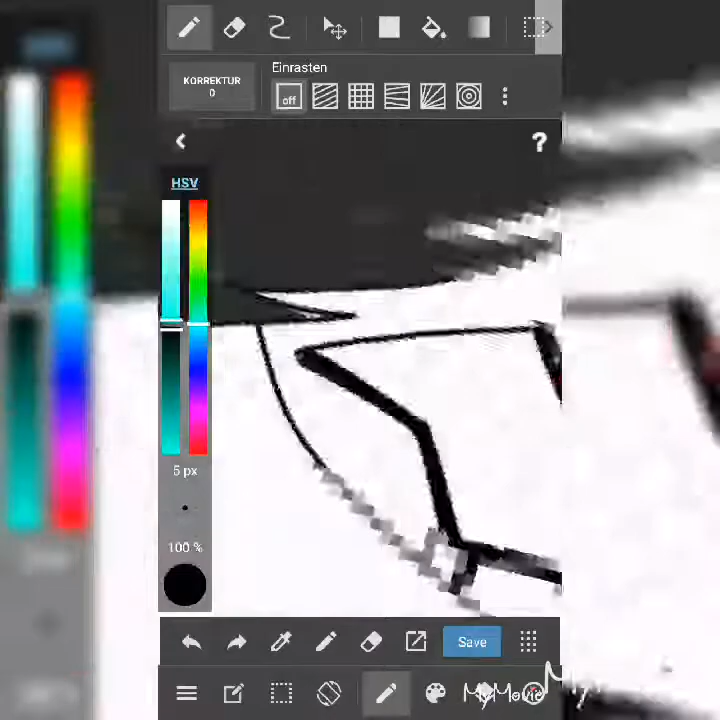 KORREKTUR
0
Einrasten
off
?
HSV
5 px
100 %
Save